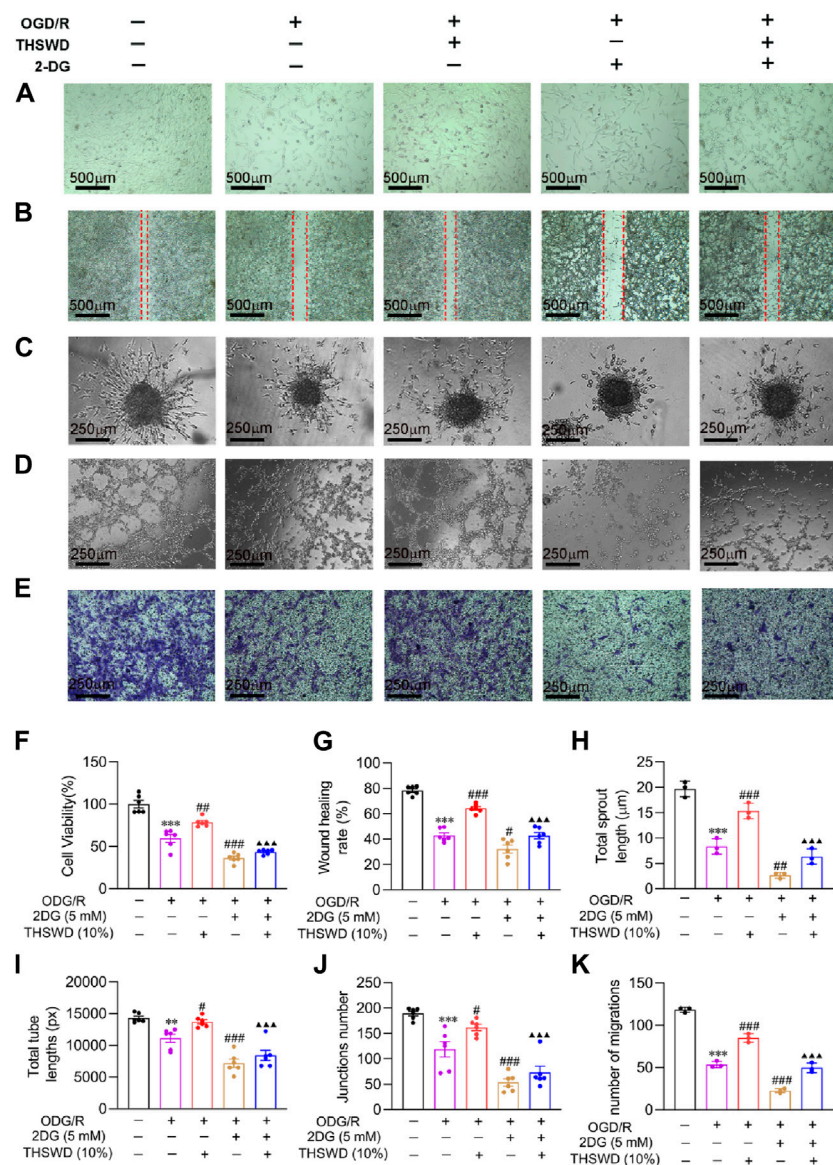 OGD/R – + + + +
THSWD – – + – +
2-DG – – – + +
A
500μm 500μm 500μm 500μm 500μm
B
500μm 500μm 500μm 500μm 500μm
C
250μm 250μm 250μm 250μm 250μm
D
250μm 250μm 250μm 250μm 250μm
E
250μm 250μm 250μm 250μm 250μm
F
Cell Viability(%)
150
100
50
0
*** ## ### ▲▲▲
ODG/R – + + + +
2DG (5 mM) – – – + +
THSWD (10%) – – + – +
G
Wound healing
rate (%)
100
80
60
40
20
0
*** ### # ▲▲▲
OGD/R – + + + +
2DG (5 mM) – – – + +
THSWD (10%) – – + – +
H
Total sprout
length (μm)
25
20
15
10
5
0
*** ### ## ▲▲▲
OGD/R – + + + +
2DG (5 mM) – – – + +
THSWD (10%) – – + – +
I
Total tube
lengths (px)
20000
15000
10000
5000
0
** # ### ▲▲▲
ODG/R – + + + +
2DG (5 mM) – – – + +
THSWD (10%) – – + – +
J
Junctions number
250
200
150
100
50
0
*** # ### ▲▲▲
ODG/R – + + + +
2DG (5 mM) – – – + +
THSWD (10%) – – + – +
K
number of migrations
150
100
50
0
*** ### ### ▲▲▲
OGD/R – + + + +
2DG (5 mM) – – – + +
THSWD (10%) – – + – +